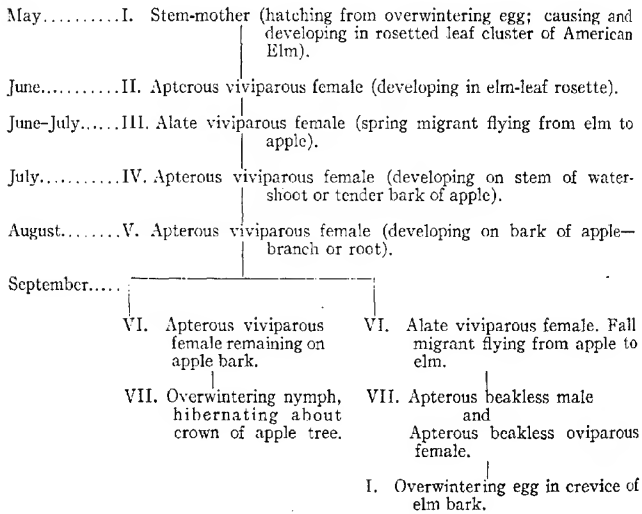 May..........I. Stem-mother (hatching from overwintering egg; causing and
developing in rosetted leaf cluster of American
Elm).
June..........II. Apterous viviparous female (developing in elm-leaf rosette).
June-July......III. Alate viviparous female (spring migrant flying from elm to
apple).
July..........IV. Apterous viviparous female (developing on stem of water-
shoot or tender bark of apple).
August........V. Apterous viviparous female (developing on bark of apple—
branch or root).
September.....
VI. Apterous viviparous
female remaining on
apple bark.
VII. Overwintering nymph,
hibernating about
crown of apple tree.
VI. Alate viviparous female. Fall
migrant flying from apple to
elm.
VII. Apterous beakless male
and
Apterous beakless oviparous
female.
I. Overwintering egg in crevice of
elm bark.